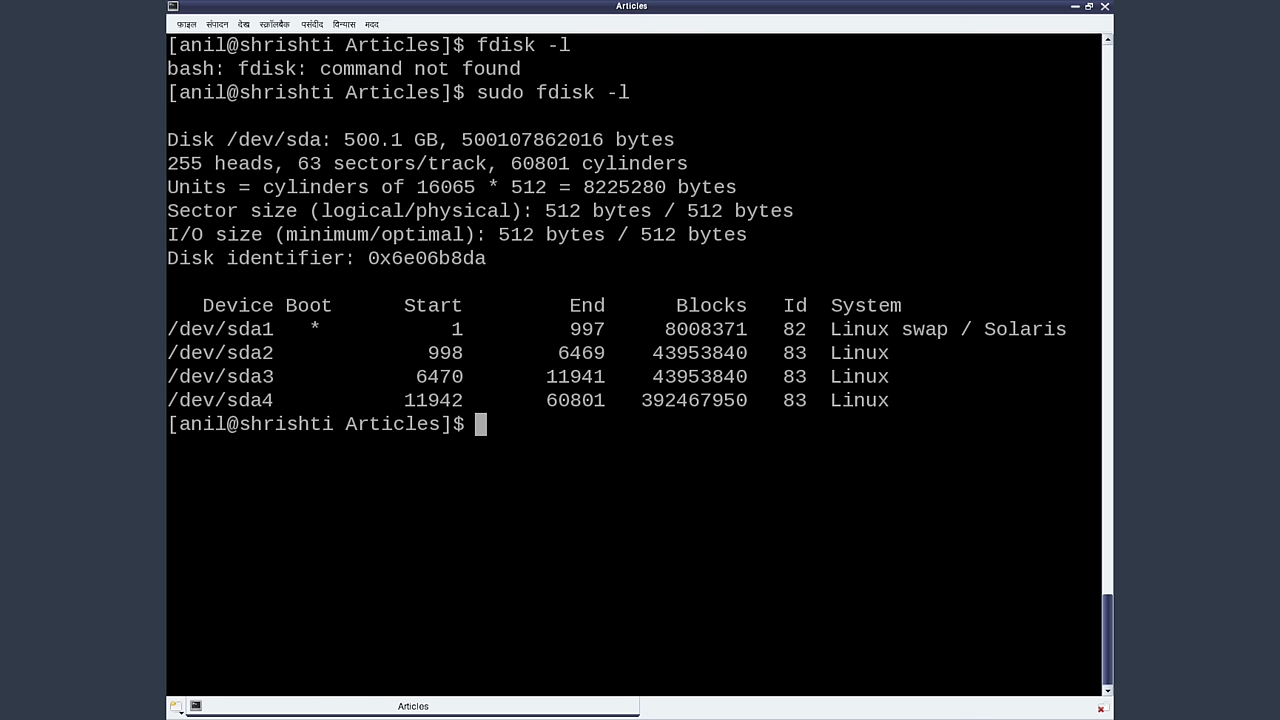 Articles
फ़ाइल संपादन देख स्क्रॉलबैक पसंदीद विन्यास मदद
[anil@shrishti Articles]$ fdisk -l
bash: fdisk: command not found
[anil@shrishti Articles]$ sudo fdisk -l
Disk /dev/sda: 500.1 GB, 500107862016 bytes
255 heads, 63 sectors/track, 60801 cylinders
Units = cylinders of 16065 * 512 = 8225280 bytes
Sector size (logical/physical): 512 bytes / 512 bytes
I/O size (minimum/optimal): 512 bytes / 512 bytes
Disk identifier: 0x6e06b8da
Device Boot Start End Blocks Id System
/dev/sda1 * 1 997 8008371 82 Linux swap / Solaris
/dev/sda2 998 6469 43953840 83 Linux
/dev/sda3 6470 11941 43953840 83 Linux
/dev/sda4 11942 60801 392467950 83 Linux
[anil@shrishti Articles]$
Articles